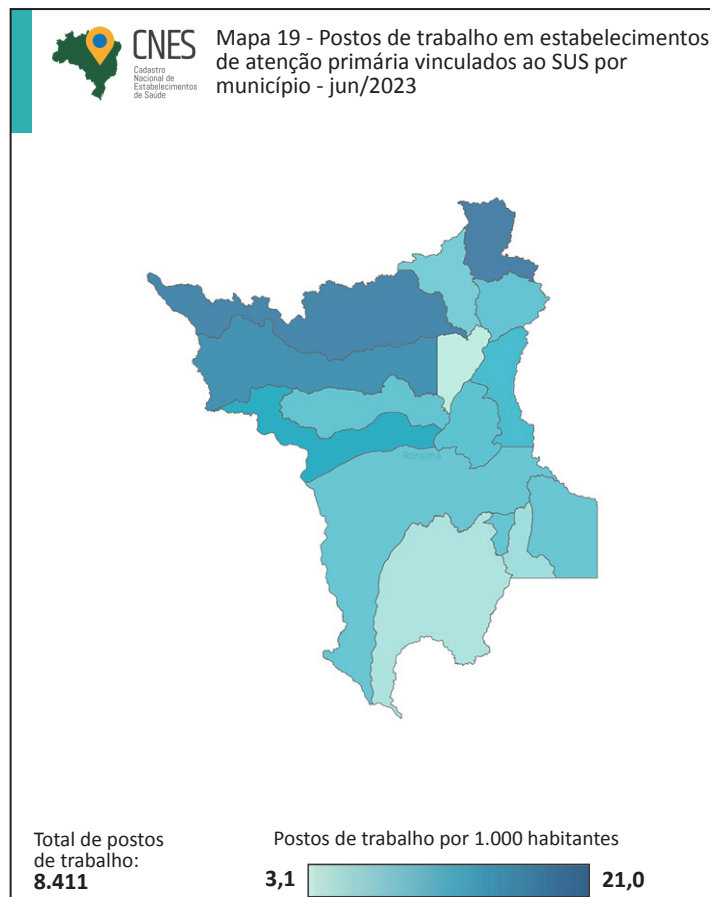 CNES
Cadastro
Nacional de
Estabelecimentos
de Saúde
Mapa 19 - Postos de trabalho em estabelecimentos
de atenção primária vinculados ao SUS por
município - jun/2023
Roraima
Total de postos
de trabalho:
8.411
Postos de trabalho por 1.000 habitantes
3,1
21,0